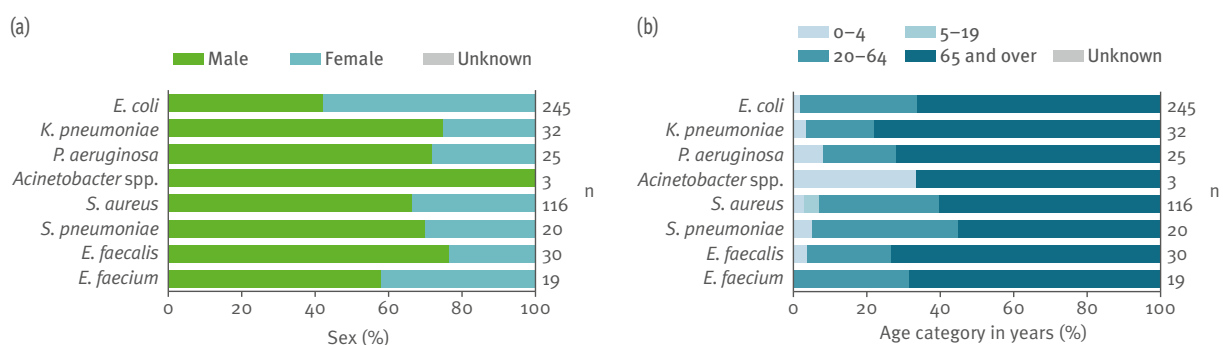 (a)
Male Female Unknown
E. coli 245
K. pneumoniae 32
P. aeruginosa 25
Acinetobacter spp. 3
S. aureus 116
S. pneumoniae 20
E. faecalis 30
E. faecium 19
n
0 20 40 60 80 100
Sex (%)
(b)
0–4 5–19
20–64 65 and over Unknown
E. coli 245
K. pneumoniae 32
P. aeruginosa 25
Acinetobacter spp. 3
S. aureus 116
S. pneumoniae 20
E. faecalis 30
E. faecium 19
n
0 20 40 60 80 100
Age category in years (%)